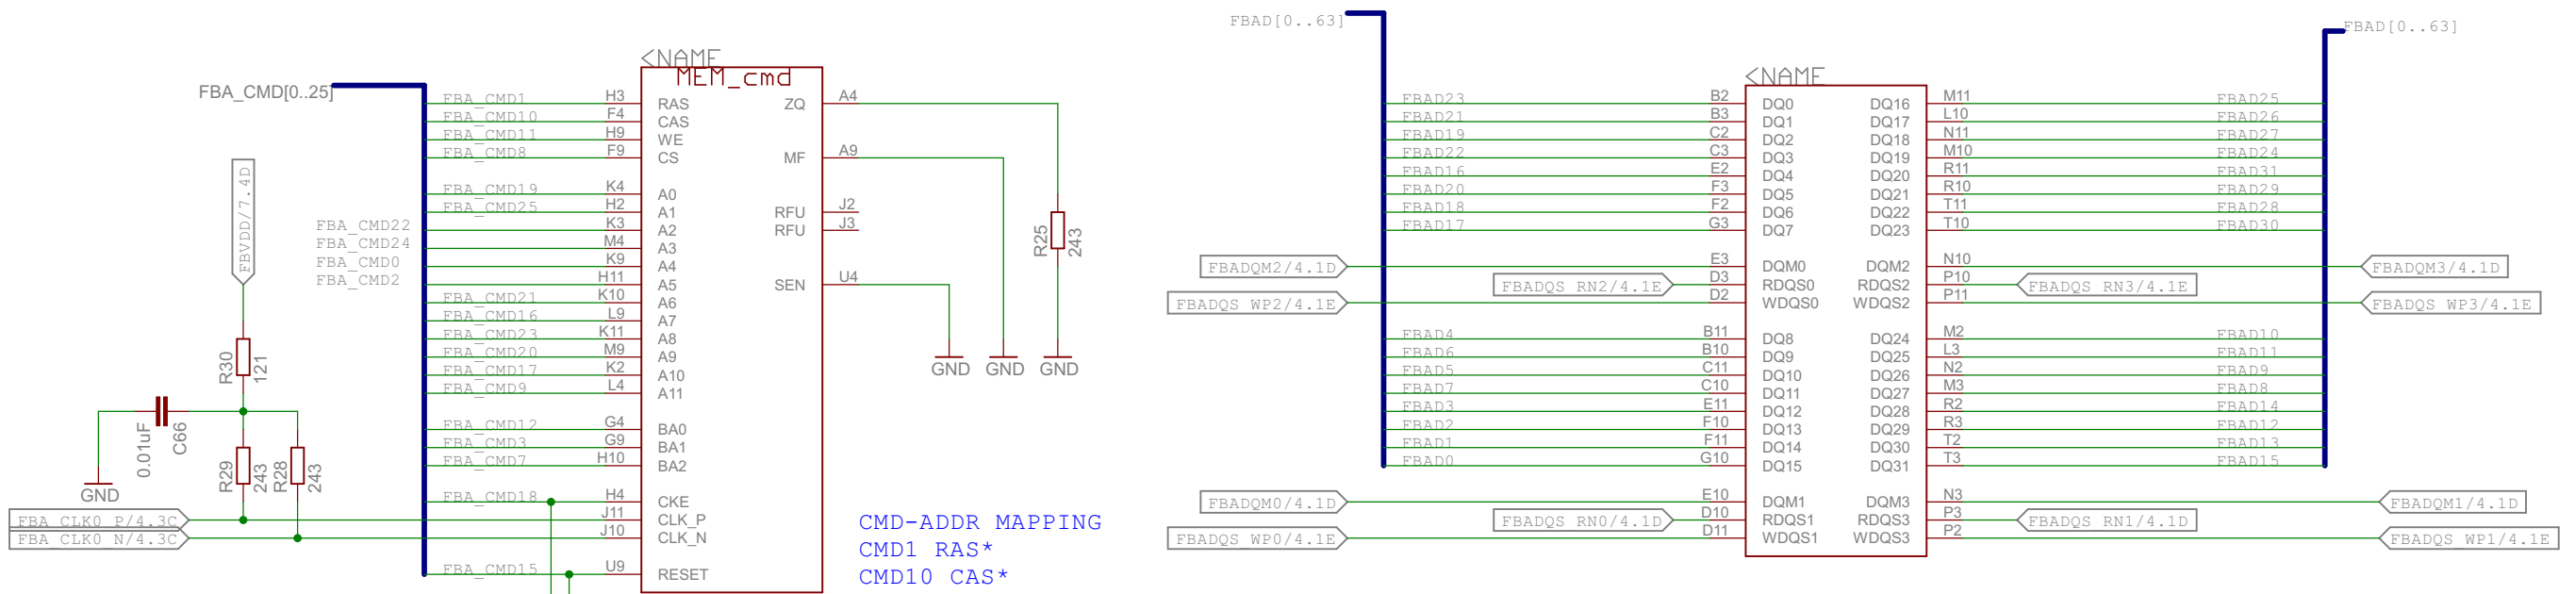 FBA_CMD[0..25]
<NAME
MEM_cmd
FBA_CMD1 H3 RAS ZQ A4
FBA_CMD10 F4 CAS
FBA_CMD11 H9 WE
FBA_CMD8 F9 CS MF A9
FBA_CMD19 K4 A0
FBA_CMD25 H2 A1 RFU J2
FBA_CMD22 K3 A2 RFU J3
FBA_CMD24 M4 A3
FBA_CMD0 K9 A4
FBA_CMD2 H11 A5 SEN U4
FBA_CMD21 K10 A6
FBA_CMD16 L9 A7
FBA_CMD23 K11 A8
FBA_CMD20 M9 A9
FBA_CMD17 K2 A10
FBA_CMD9 L4 A11
FBA_CMD12 G4 BA0
FBA_CMD3 G9 BA1
FBA_CMD7 H10 BA2
FBA_CMD18 H4 CKE
FBA_CLK0_P/4.3C J11 CLK_P
FBA_CLK0_N/4.3C J10 CLK_N
FBA_CMD15 U9 RESET
FBVDD/7.4D
R30
121
0.01uF
C66
R29
243
R28
243
GND
R25
243
GND GND GND
CMD-ADDR MAPPING
CMD1 RAS*
CMD10 CAS*
FBAD[0..63] FBAD[0..63]
<NAME
FBAD23 B2 DQ0 DQ16 M11 FBAD25
FBAD21 B3 DQ1 DQ17 L10 FBAD26
FBAD19 C2 DQ2 DQ18 N11 FBAD27
FBAD22 C3 DQ3 DQ19 M10 FBAD24
FBAD16 E2 DQ4 DQ20 R11 FBAD31
FBAD20 F3 DQ5 DQ21 R10 FBAD29
FBAD18 F2 DQ6 DQ22 T11 FBAD28
FBAD17 G3 DQ7 DQ23 T10 FBAD30
FBADQM2/4.1D E3 DQM0 DQM2 N10 FBADQM3/4.1D
FBADQS_RN2/4.1E D3 RDQS0 RDQS2 P10 FBADQS_RN3/4.1E
FBADQS_WP2/4.1E D2 WDQS0 WDQS2 P11 FBADQS_WP3/4.1E
FBAD4 B11 DQ8 DQ24 M2 FBAD10
FBAD6 B10 DQ9 DQ25 L3 FBAD11
FBAD5 C11 DQ10 DQ26 N2 FBAD9
FBAD7 C10 DQ11 DQ27 M3 FBAD8
FBAD3 E11 DQ12 DQ28 R2 FBAD14
FBAD2 F10 DQ13 DQ29 R3 FBAD12
FBAD1 F11 DQ14 DQ30 T2 FBAD13
FBAD0 G10 DQ15 DQ31 T3 FBAD15
FBADQM0/4.1D E10 DQM1 DQM3 N3 FBADQM1/4.1D
FBADQS_RN0/4.1D D10 RDQS1 RDQS3 P3 FBADQS_RN1/4.1D
FBADQS_WP0/4.1E D11 WDQS1 WDQS3 P2 FBADQS_WP1/4.1E